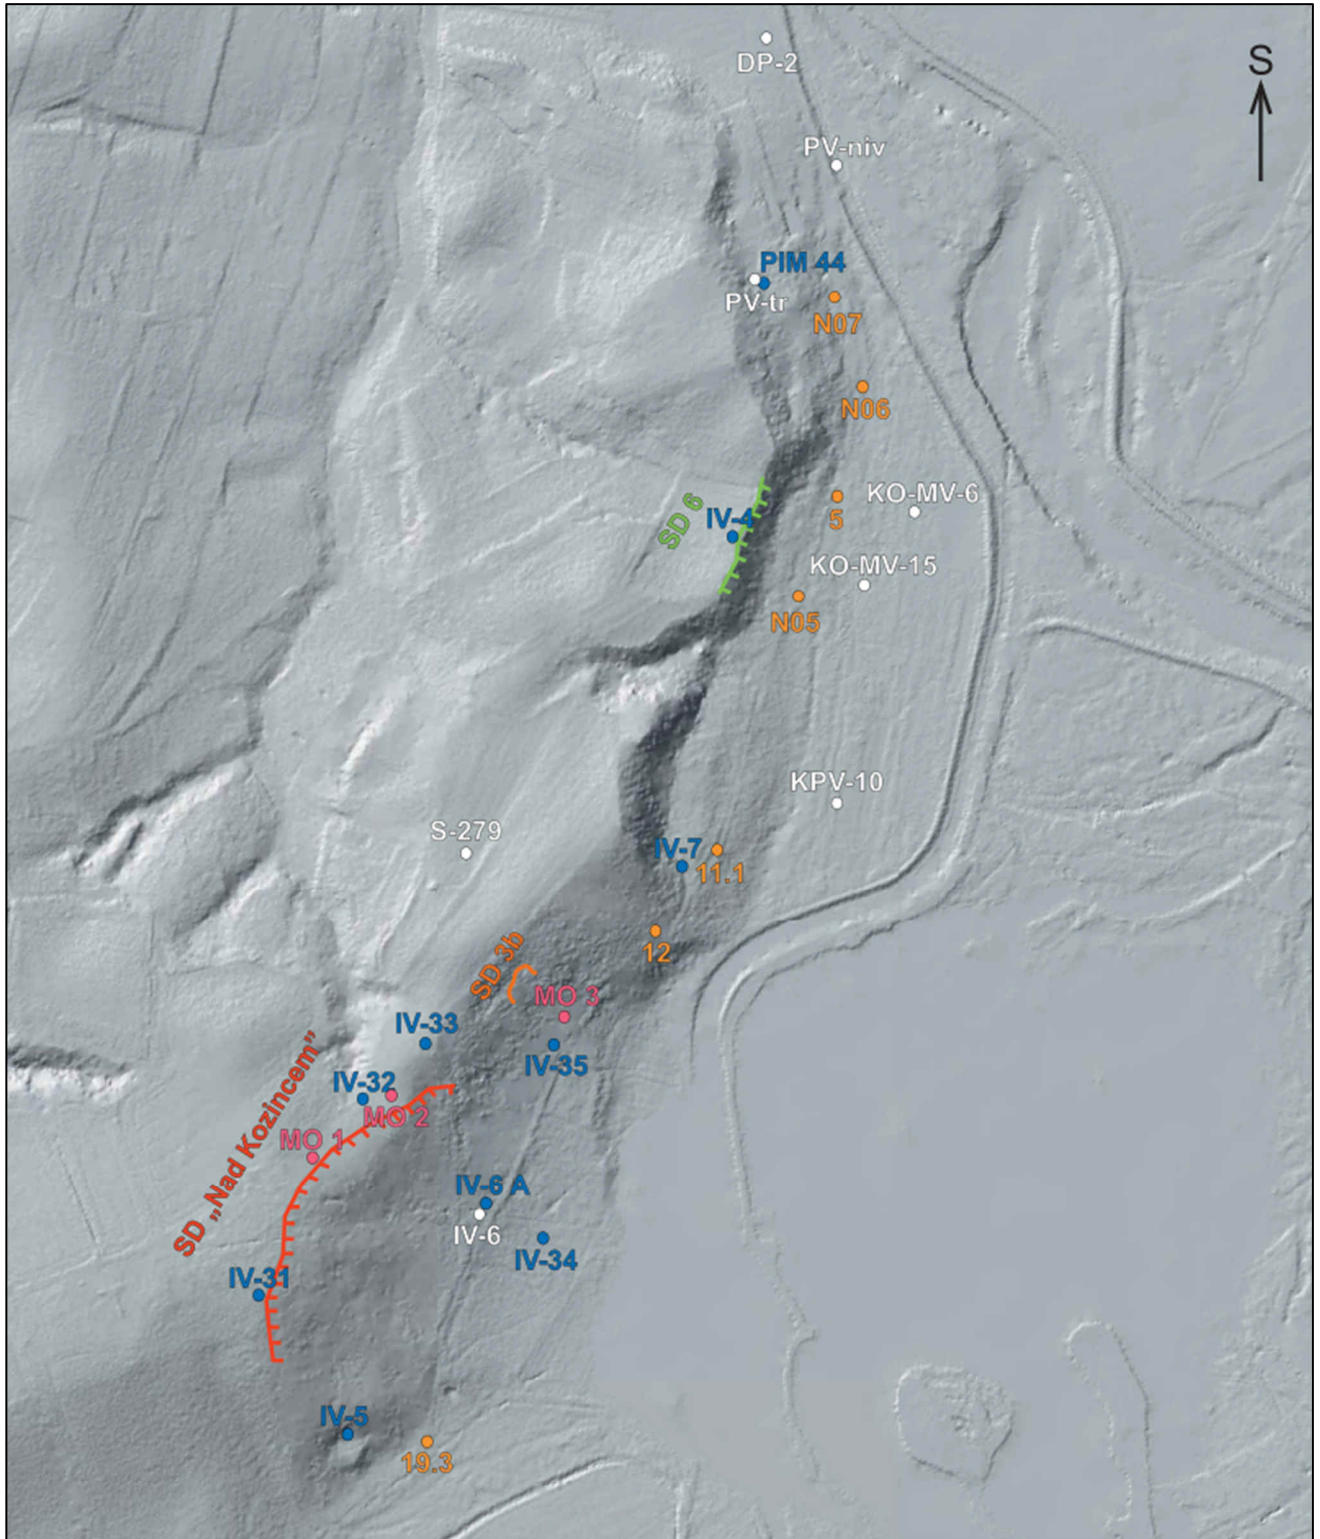 S
DP-2
PV-niv
PIM 44
PV-tr
N07
N06
KO-MV-6
SD 6
IV-4
5
KO-MV-15
N05
KPV-10
S-279
IV-7
11.1
12
SD 3b
MO 3
IV-33
IV-35
IV-32
MO 2
MO 1
SD „Nad Kozincem”
IV-6 A
IV-6
IV-34
IV-31
IV-5
19.3